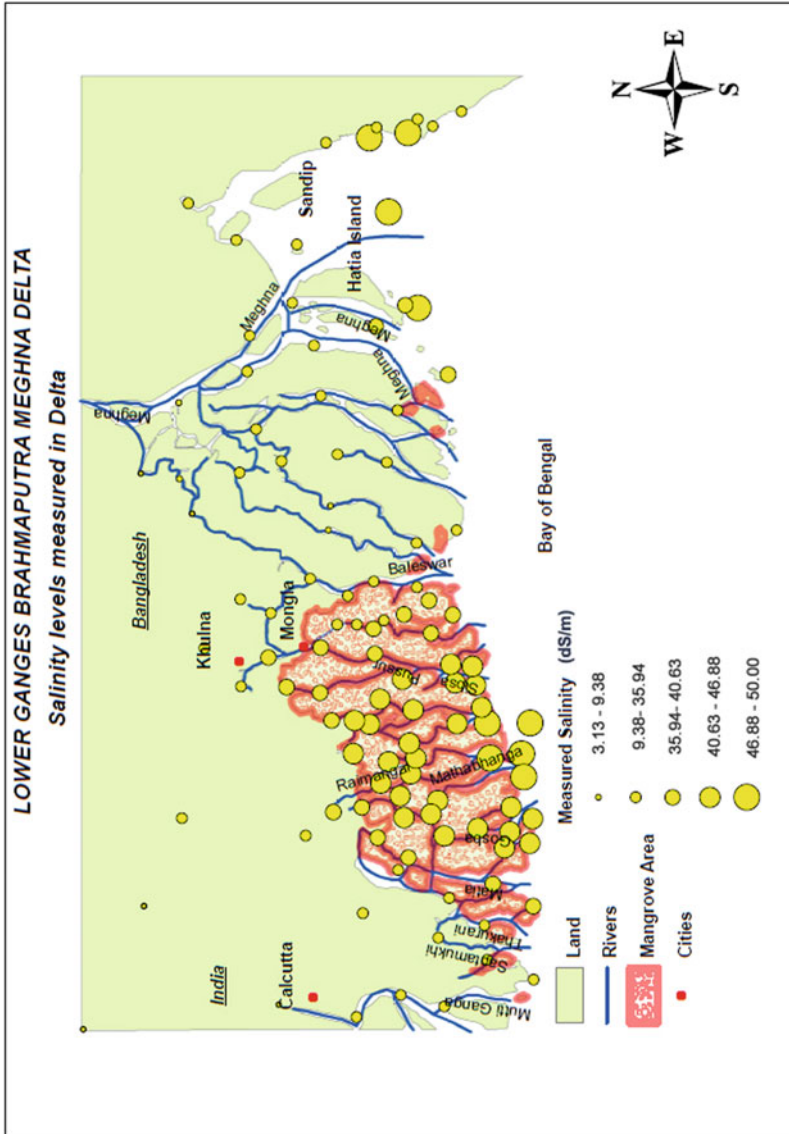 LOWER GANGES BRAHMAPUTRA MEGHNA DELTA
Salinity levels measured in Delta
Bangladesh
India
Meghna
Meghna
Meghna
Meghna
Sandip
Hatia Island
Khulna
Mongla
Calcutta
Baleswar
Pussur
Sibsa
Raimangal
Mathabhanga
Gosba
Matla
Thakurani
Saptamukhi
Muti Ganga
Bay of Bengal
N
W E
S
Land
Rivers
Mangrove Area
Cities
Measured Salinity (dS/m)
3.13 - 9.38
9.38- 35.94
35.94- 40.63
40.63 - 46.88
46.88 - 50.00